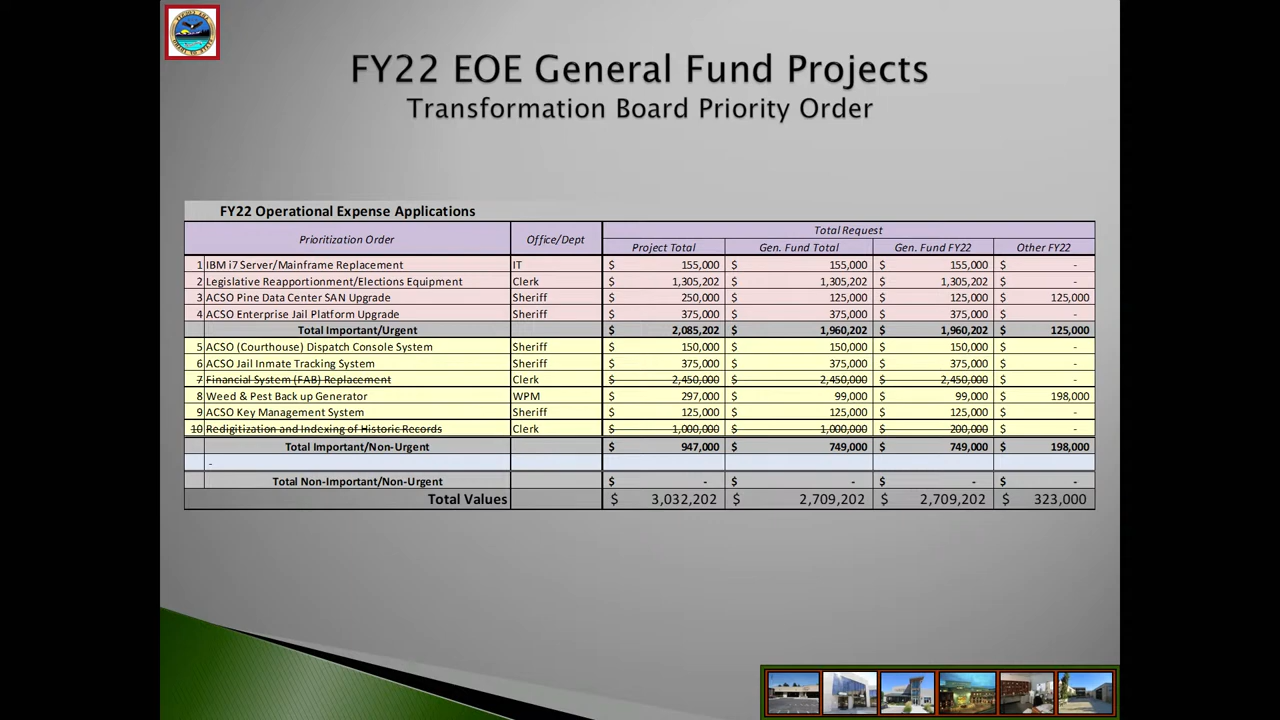 FY22 EOE General Fund Projects
Transformation Board Priority Order
FY22 Operational Expense Applications
Prioritization Order Office/Dept Total Request
Project Total Gen. Fund Total Gen. Fund FY22 Other FY22
1 IBM i7 Server/Mainframe Replacement IT $ 155,000 $ 155,000 $ 155,000 $ -
2 Legislative Reapportionment/Elections Equipment Clerk $ 1,305,202 $ 1,305,202 $ 1,305,202 $ -
3 ACSO Pine Data Center SAN Upgrade Sheriff $ 250,000 $ 125,000 $ 125,000 $ 125,000
4 ACSO Enterprise Jail Platform Upgrade Sheriff $ 375,000 $ 375,000 $ 375,000 $ -
Total Important/Urgent $ 2,085,202 $ 1,960,202 $ 1,960,202 $ 125,000
5 ACSO (Courthouse) Dispatch Console System Sheriff $ 150,000 $ 150,000 $ 150,000 $ -
6 ACSO Jail Inmate Tracking System Sheriff $ 375,000 $ 375,000 $ 375,000 $ -
7 Financial System (FAB) Replacement Clerk $ 2,450,000 $ 2,450,000 $ 2,450,000 $ -
8 Weed & Pest Back up Generator WPM $ 297,000 $ 99,000 $ 99,000 $ 198,000
9 ACSO Key Management System Sheriff $ 125,000 $ 125,000 $ 125,000 $ -
10 Redigitization and Indexing of Historic Records Clerk $ 1,000,000 $ 1,000,000 $ 200,000 $ -
Total Important/Non-Urgent $ 947,000 $ 749,000 $ 749,000 $ 198,000
-
Total Non-Important/Non-Urgent $ - $ - $ - $ -
Total Values $ 3,032,202 $ 2,709,202 $ 2,709,202 $ 323,000